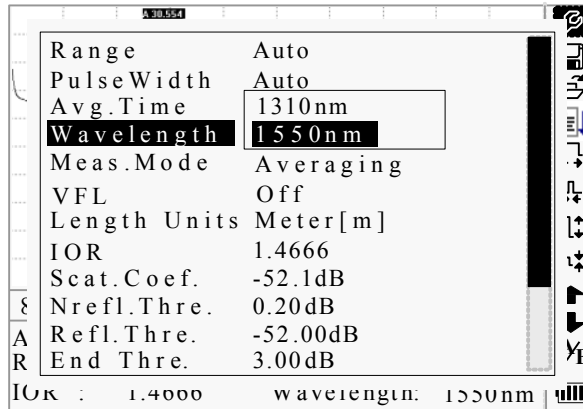 A 30.554
Range Auto
PulseWidth Auto
Avg.Time 1310nm
Wavelength 1550nm
Meas.Mode Averaging
VFL Off
Length Units Meter[m]
IOR 1.4666
Scat.Coef. -52.1dB
Nrefl.Thre. 0.20dB
Refl.Thre. -52.00dB
End Thre. 3.00dB
A
R
IOR : 1.4666 Wavelength: 1550nm